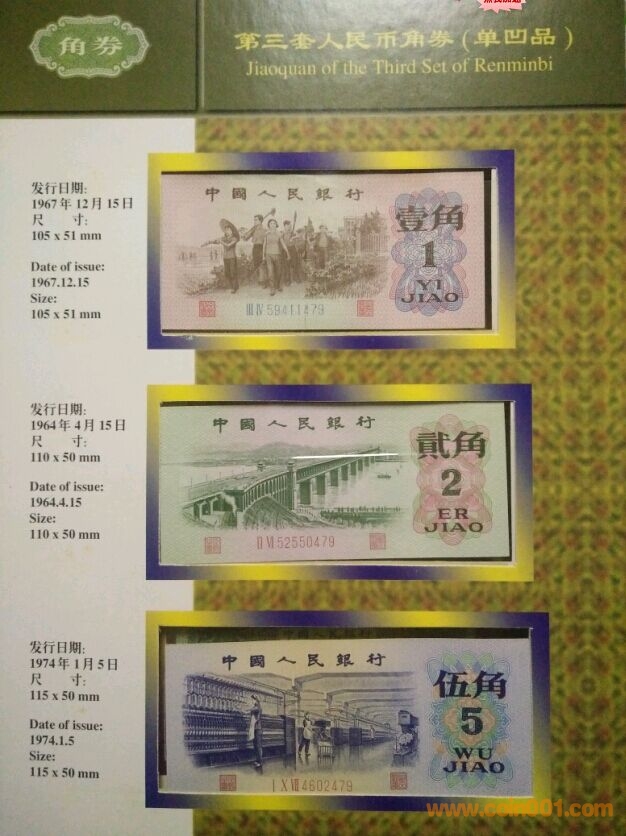 角券
第三套人民币角券(单凹品)
Jiaoquan of the Third Set of Renminbi
发行日期:
1967年12月15日
尺 寸:
105 x 51 mm
Date of issue:
1967.12.15
Size:
105 x 51 mm
中國人民銀行
壹角
1
YI
JIAO
III IV 59411479
发行日期:
1964年4月15日
尺 寸:
110 x 50 mm
Date of issue:
1964.4.15
Size:
110 x 50 mm
中國人民銀行
貳角
2
ER
JIAO
II VI 52550479
发行日期:
1974年1月5日
尺 寸:
115 x 50 mm
Date of issue:
1974.1.5
Size:
115 x 50 mm
中國人民銀行
伍角
5
WU
JIAO
I X VII 4602479
www.coin001.com